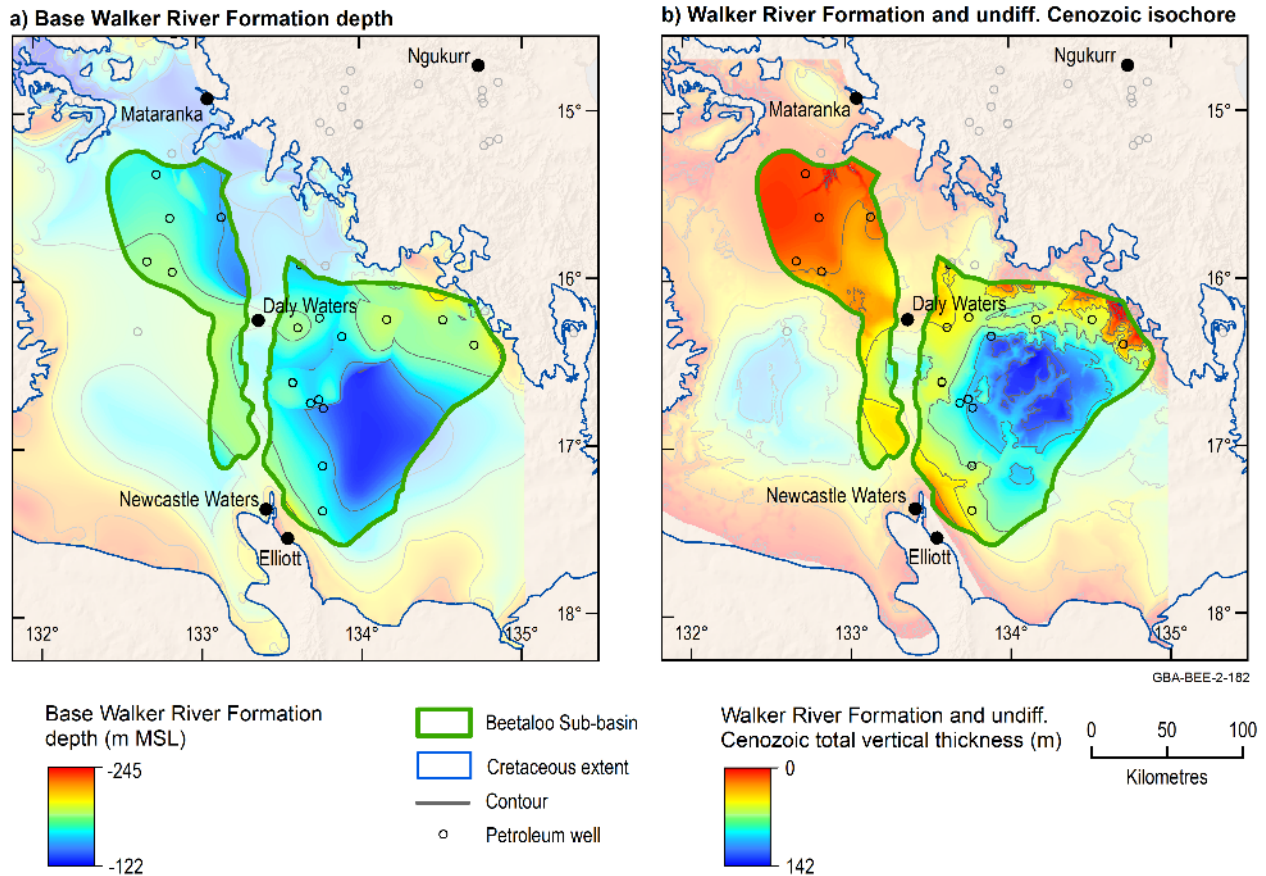 a) Base Walker River Formation depth
Ngukurr
Mataranka
15°
16°
Daly Waters
17°
Newcastle Waters
Elliott
18°
132°
133°
134°
135°
b) Walker River Formation and undiff. Cenozoic isochore
Ngukurr
Mataranka
15°
16°
Daly Waters
17°
Newcastle Waters
Elliott
18°
132°
133°
134°
135°
GBA-BEE-2-182
Base Walker River Formation
depth (m MSL)
-245
-122
Beetaloo Sub-basin
Cretaceous extent
Contour
Petroleum well
Walker River Formation and undiff.
Cenozoic total vertical thickness (m)
0
142
0 50 100
Kilometres